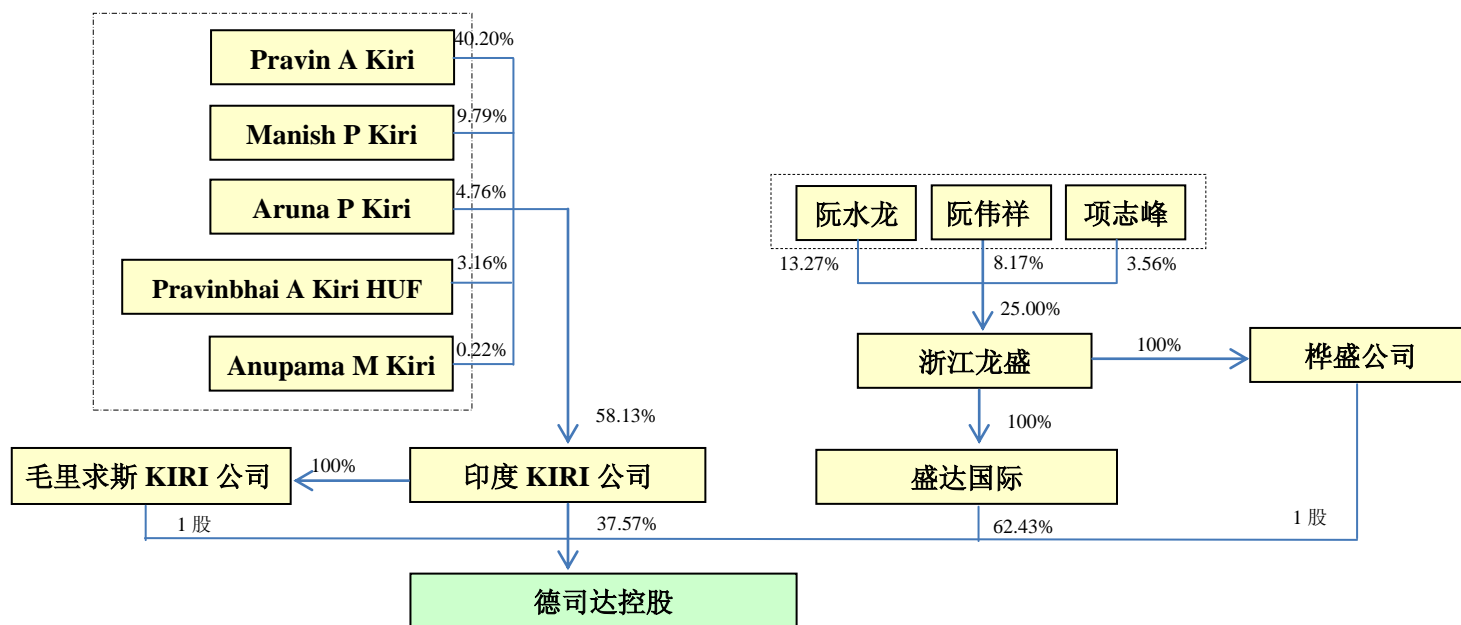 Pravin A Kiri
40.20%
Manish P Kiri
9.79%
Aruna P Kiri
4.76%
Pravinbhai A Kiri HUF
3.16%
Anupama M Kiri
0.22%
58.13%
阮水龙
阮伟祥
项志峰
13.27%
8.17%
3.56%
25.00%
浙江龙盛
100%
桦盛公司
100%
毛里求斯 KIRI 公司
100%
印度 KIRI 公司
盛达国际
1 股
37.57%
62.43%
1 股
德司达控股